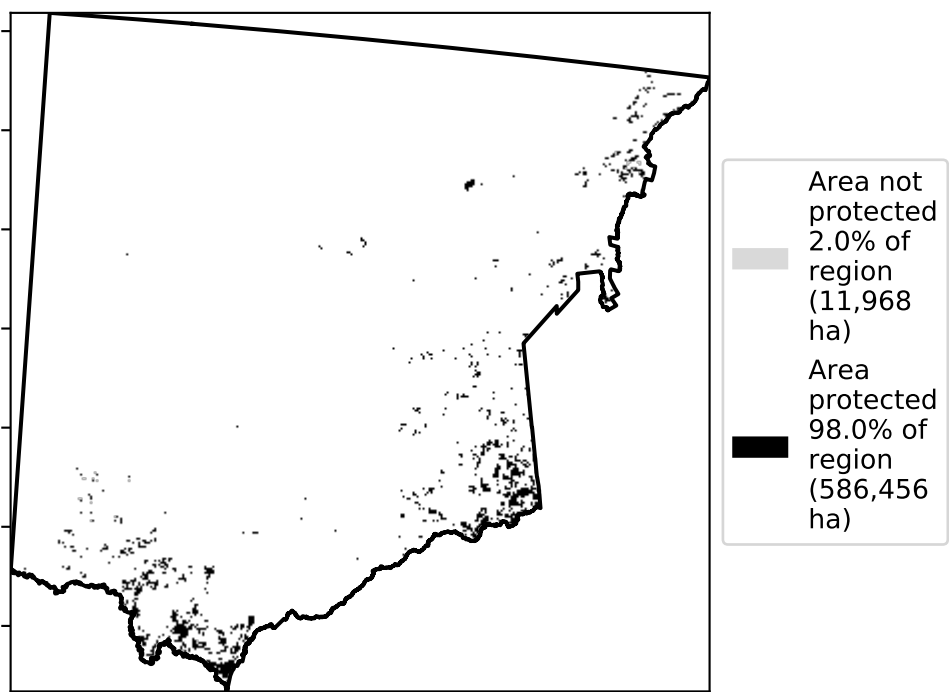 Area not
protected
2.0% of
region
(11,968
ha)
Area
protected
98.0% of
region
(586,456
ha)